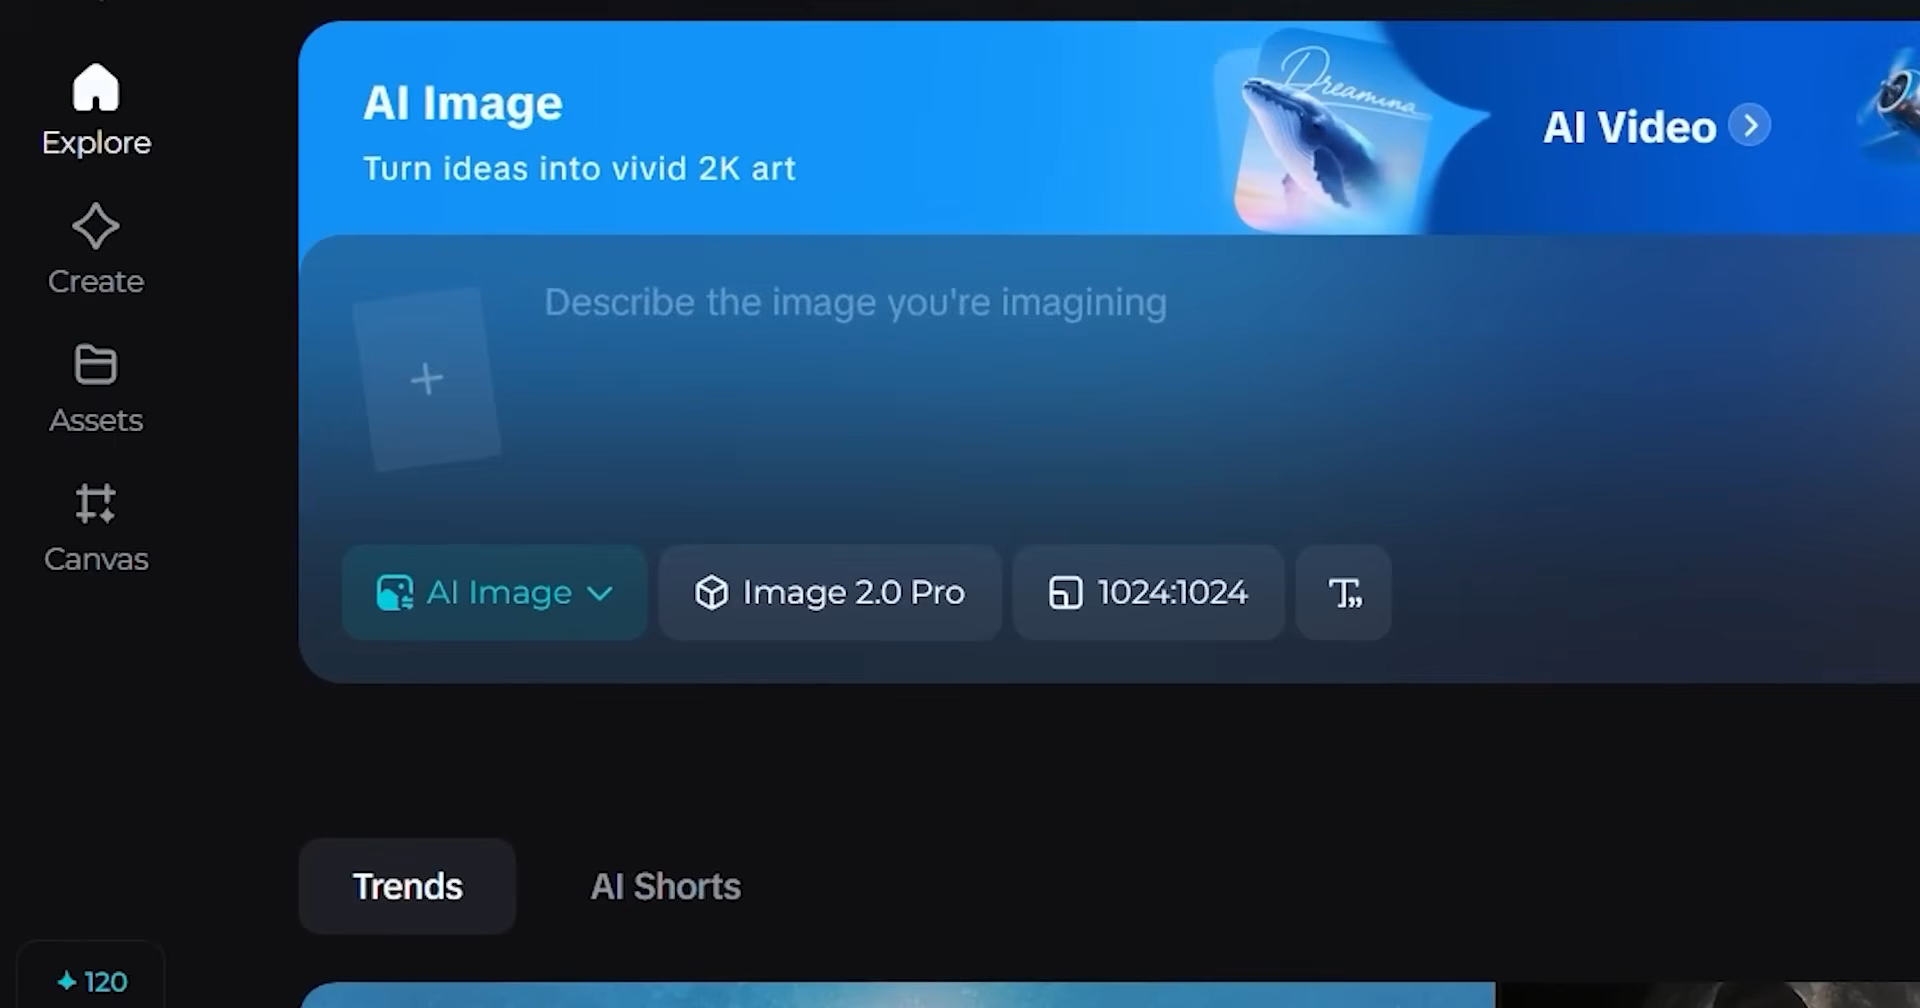 Explore
Create
Assets
Canvas
120
AI Image
Turn ideas into vivid 2K art
Dreamina
AI Video
Describe the image you're imagining
AI Image
Image 2.0 Pro
1024:1024
T
Trends
AI Shorts